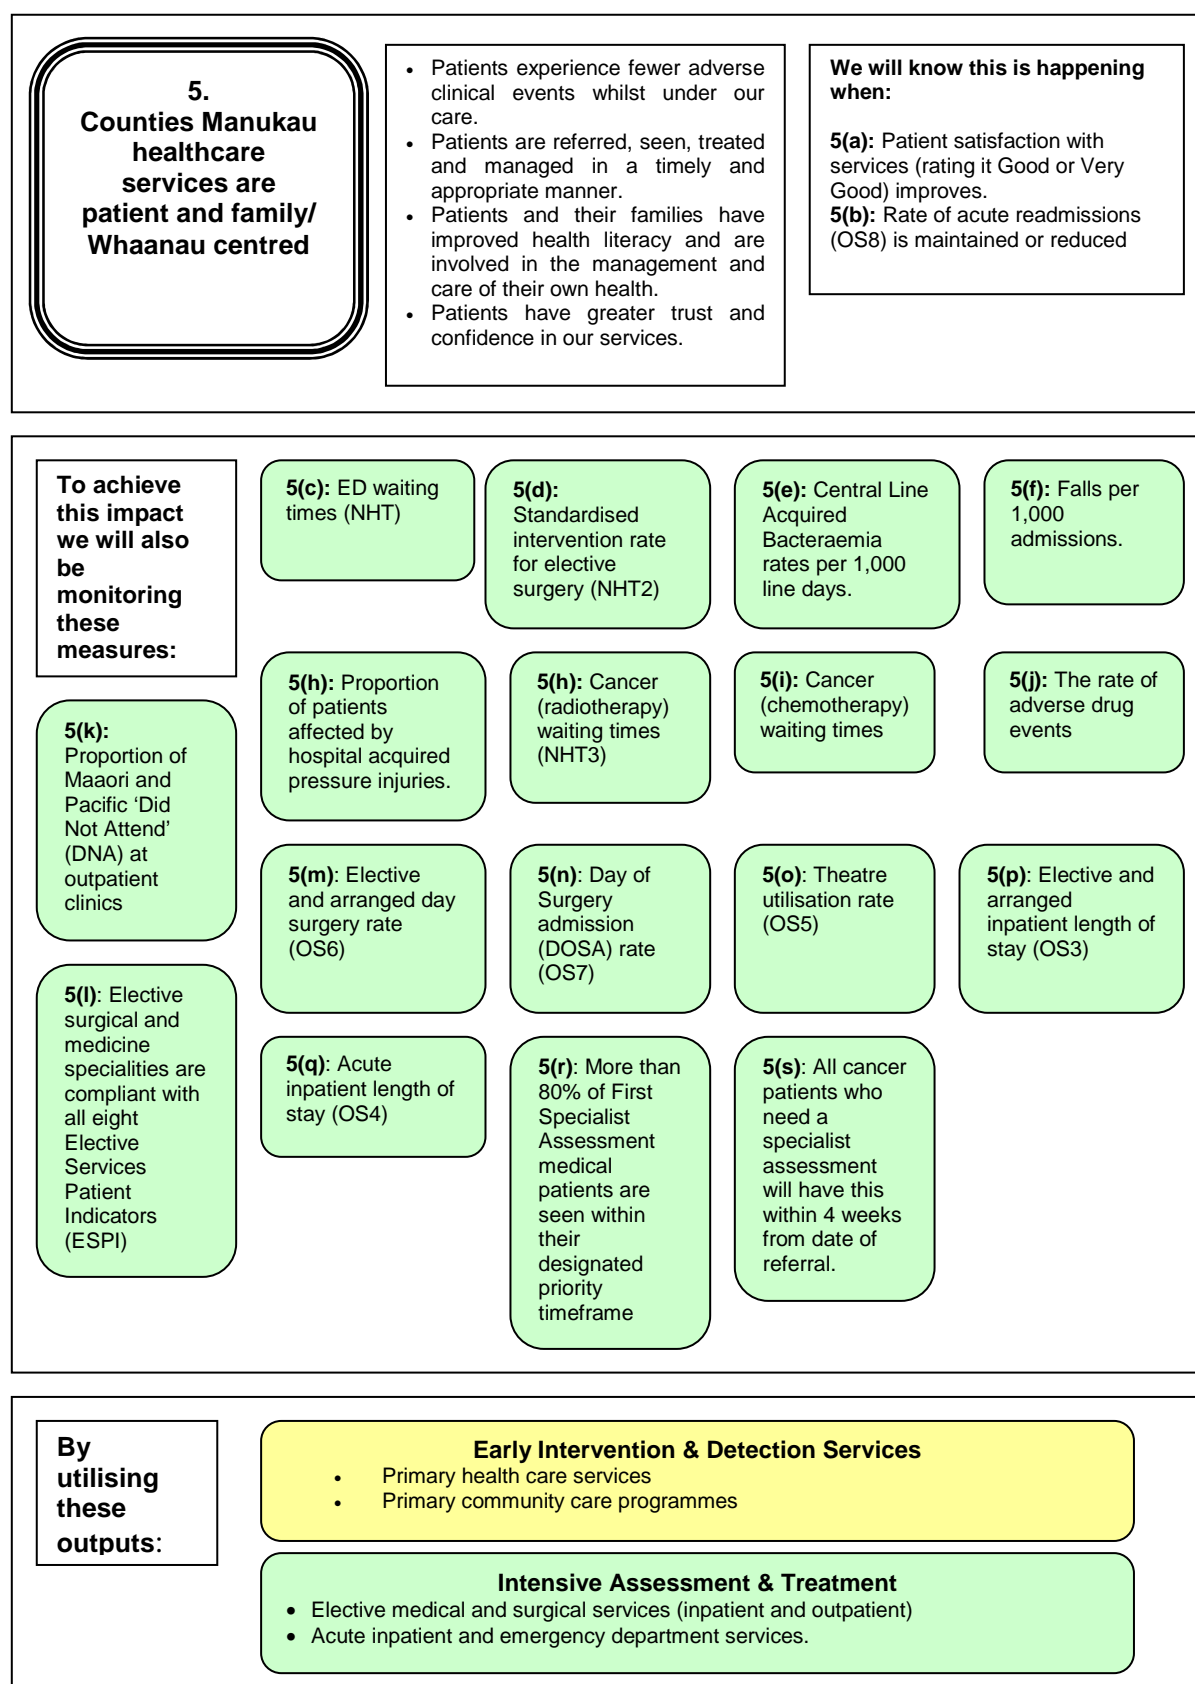 5.
Counties Manukau
healthcare
services are
patient and family/
Whaanau centred
• Patients experience fewer adverse
clinical events whilst under our
care.
• Patients are referred, seen, treated
and managed in a timely and
appropriate manner.
• Patients and their families have
improved health literacy and are
involved in the management and
care of their own health.
• Patients have greater trust and
confidence in our services.
We will know this is happening
when:
5(a): Patient satisfaction with
services (rating it Good or Very
Good) improves.
5(b): Rate of acute readmissions
(OS8) is maintained or reduced
To achieve
this impact
we will also
be
monitoring
these
measures:
5(c): ED waiting
times (NHT)
5(d):
Standardised
intervention rate
for elective
surgery (NHT2)
5(e): Central Line
Acquired
Bacteraemia
rates per 1,000
line days.
5(f): Falls per
1,000
admissions.
5(h): Proportion
of patients
affected by
hospital acquired
pressure injuries.
5(h): Cancer
(radiotherapy)
waiting times
(NHT3)
5(i): Cancer
(chemotherapy)
waiting times
5(j): The rate of
adverse drug
events
5(k):
Proportion of
Maaori and
Pacific ‘Did
Not Attend’
(DNA) at
outpatient
clinics
5(m): Elective
and arranged day
surgery rate
(OS6)
5(n): Day of
Surgery
admission
(DOSA) rate
(OS7)
5(o): Theatre
utilisation rate
(OS5)
5(p): Elective and
arranged
inpatient length of
stay (OS3)
5(l): Elective
surgical and
medicine
specialities are
compliant with
all eight
Elective
Services
Patient
Indicators
(ESPI)
5(q): Acute
inpatient length of
stay (OS4)
5(r): More than
80% of First
Specialist
Assessment
medical
patients are
seen within
their
designated
priority
timeframe
5(s): All cancer
patients who
need a
specialist
assessment
will have this
within 4 weeks
from date of
referral.
By
utilising
these
outputs:
Early Intervention & Detection Services
• Primary health care services
• Primary community care programmes
Intensive Assessment & Treatment
• Elective medical and surgical services (inpatient and outpatient)
• Acute inpatient and emergency department services.